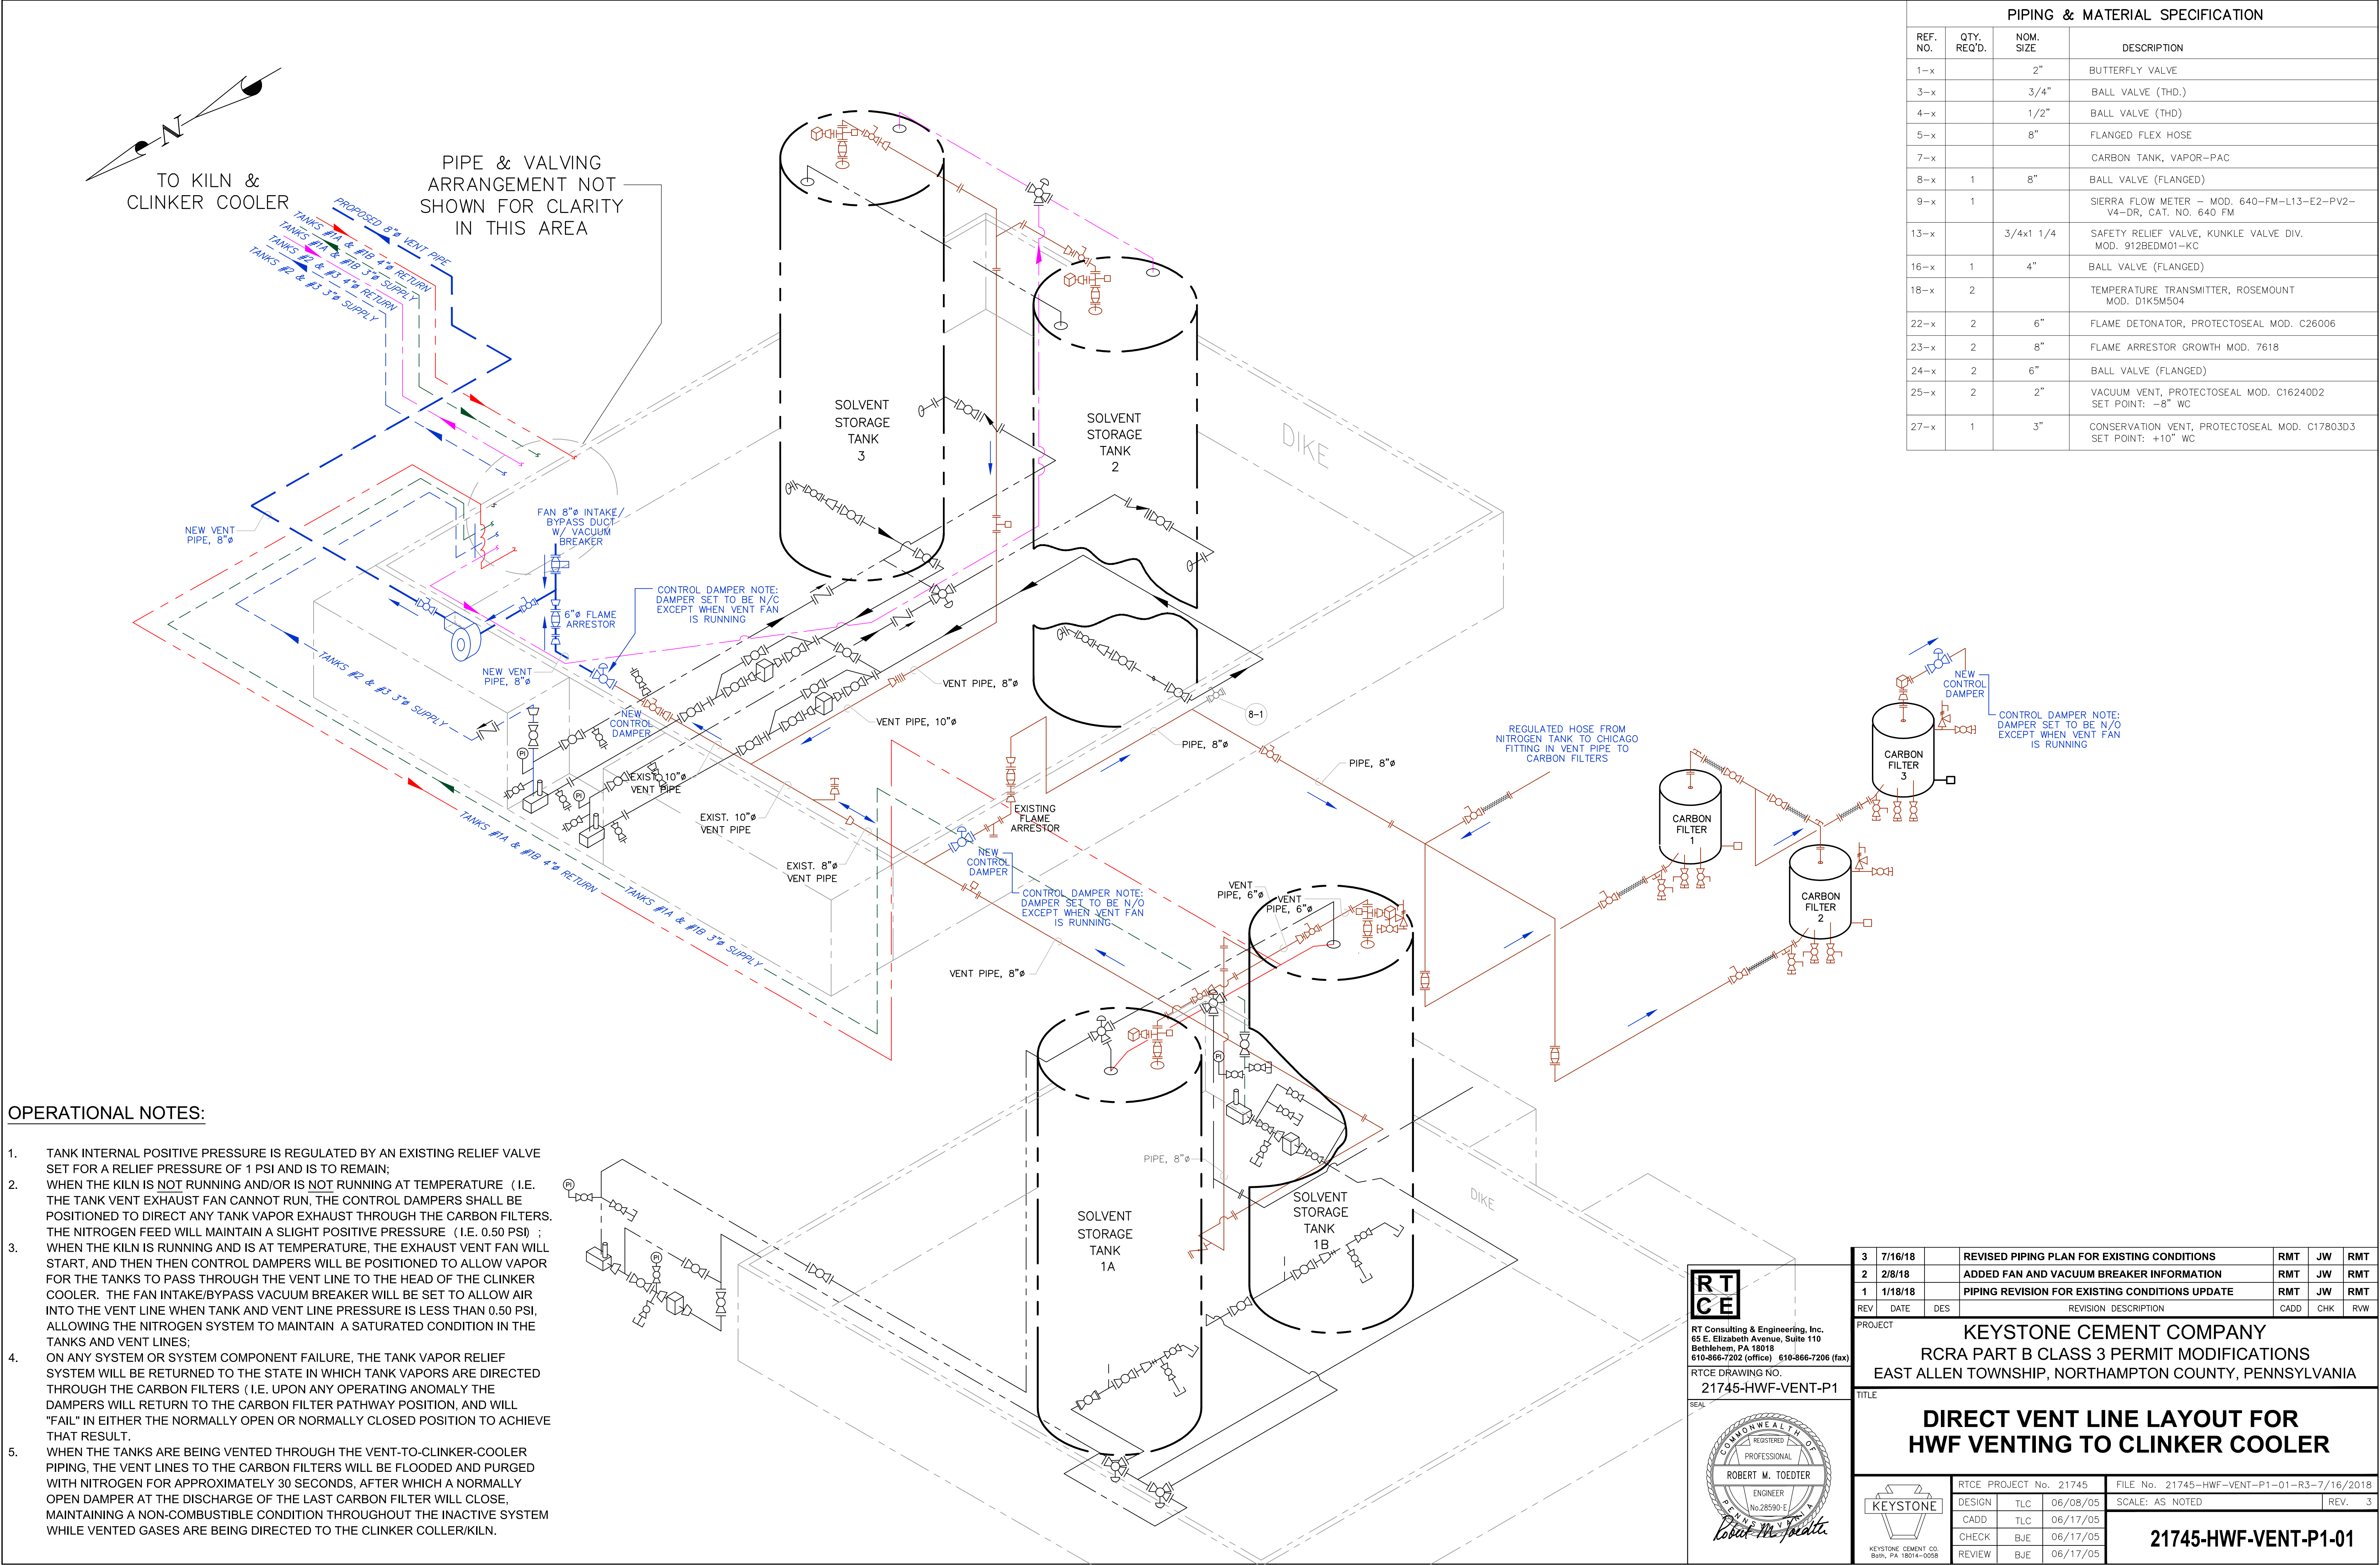 PIPING & MATERIAL SPECIFICATION
REF. NO. QTY. REQ'D. NOM. SIZE DESCRIPTION
1-x 2" BUTTERFLY VALVE
3-x 3/4" BALL VALVE (THD.)
4-x 1/2" BALL VALVE (THD)
5-x 8" FLANGED FLEX HOSE
7-x CARBON TANK, VAPOR-PAC
8-x 1 8" BALL VALVE (FLANGED)
9-x 1 SIERRA FLOW METER - MOD. 640-FM-L13-E2-PV2-
V4-DR, CAT. NO. 640 FM
13-x 3/4x1 1/4 SAFETY RELIEF VALVE, KUNKLE VALVE DIV.
MOD. 912BEDM01-KC
16-x 1 4" BALL VALVE (FLANGED)
18-x 2 TEMPERATURE TRANSMITTER, ROSEMOUNT
MOD. D1K5M504
22-x 2 6" FLAME DETONATOR, PROTECTOSEAL MOD. C26006
23-x 2 8" FLAME ARRESTOR GROWTH MOD. 7618
24-x 2 6" BALL VALVE (FLANGED)
25-x 2 2" VACUUM VENT, PROTECTOSEAL MOD. C16240D2
SET POINT: -8" WC
27-x 1 3" CONSERVATION VENT, PROTECTOSEAL MOD. C17803D3
SET POINT: +10" WC
N
TO KILN &
CLINKER COOLER
PIPE & VALVING
ARRANGEMENT NOT
SHOWN FOR CLARITY
IN THIS AREA
PROPOSED 8"ø VENT PIPE
TANKS #1A & #1B 4"ø RETURN
TANKS #1A & #1B 3"ø SUPPLY
TANKS #2 & #3 4"ø RETURN
TANKS #2 & #3 3"ø SUPPLY
SOLVENT
STORAGE
TANK
3
SOLVENT
STORAGE
TANK
2
DIKE
NEW VENT
PIPE, 8"ø
FAN 8"ø INTAKE/
BYPASS DUCT
W/ VACUUM
BREAKER
6"ø FLAME
ARRESTOR
CONTROL DAMPER NOTE:
DAMPER SET TO BE N/C
EXCEPT WHEN VENT FAN
IS RUNNING
TANKS #2 & #3 3"ø SUPPLY
NEW VENT
PIPE, 8"ø
NEW
CONTROL
DAMPER
VENT PIPE, 8"ø
VENT PIPE, 10"ø
8-1
PIPE, 8"ø
PIPE, 8"ø
PI
PI
EXIST. 10"ø
VENT PIPE
EXIST. 10"ø
VENT PIPE
EXIST. 8"ø
VENT PIPE
EXISTING
FLAME
ARRESTOR
NEW
CONTROL
DAMPER
CONTROL DAMPER NOTE:
DAMPER SET TO BE N/O
EXCEPT WHEN VENT FAN
IS RUNNING
REGULATED HOSE FROM
NITROGEN TANK TO CHICAGO
FITTING IN VENT PIPE TO
CARBON FILTERS
NEW
CONTROL
DAMPER
CONTROL DAMPER NOTE:
DAMPER SET TO BE N/O
EXCEPT WHEN VENT FAN
IS RUNNING
CARBON
FILTER
3
CARBON
FILTER
1
CARBON
FILTER
2
TANKS #1A & #1B 4"ø RETURN
TANKS #1A & #1B 3"ø SUPPLY
VENT
PIPE, 6"ø
VENT
PIPE, 6"ø
VENT PIPE, 8"ø
PI
PIPE, 8"ø
SOLVENT
STORAGE
TANK
1A
SOLVENT
STORAGE
TANK
1B
DIKE
PI
PI
OPERATIONAL NOTES:
1. TANK INTERNAL POSITIVE PRESSURE IS REGULATED BY AN EXISTING RELIEF VALVE
SET FOR A RELIEF PRESSURE OF 1 PSI AND IS TO REMAIN;
2. WHEN THE KILN IS NOT RUNNING AND/OR IS NOT RUNNING AT TEMPERATURE (I.E.
THE TANK VENT EXHAUST FAN CANNOT RUN, THE CONTROL DAMPERS SHALL BE
POSITIONED TO DIRECT ANY TANK VAPOR EXHAUST THROUGH THE CARBON FILTERS.
THE NITROGEN FEED WILL MAINTAIN A SLIGHT POSITIVE PRESSURE (I.E. 0.50 PSI) ;
3. WHEN THE KILN IS RUNNING AND IS AT TEMPERATURE, THE EXHAUST VENT FAN WILL
START, AND THEN THEN CONTROL DAMPERS WILL BE POSITIONED TO ALLOW VAPOR
FOR THE TANKS TO PASS THROUGH THE VENT LINE TO THE HEAD OF THE CLINKER
COOLER. THE FAN INTAKE/BYPASS VACUUM BREAKER WILL BE SET TO ALLOW AIR
INTO THE VENT LINE WHEN TANK AND VENT LINE PRESSURE IS LESS THAN 0.50 PSI,
ALLOWING THE NITROGEN SYSTEM TO MAINTAIN A SATURATED CONDITION IN THE
TANKS AND VENT LINES;
4. ON ANY SYSTEM OR SYSTEM COMPONENT FAILURE, THE TANK VAPOR RELIEF
SYSTEM WILL BE RETURNED TO THE STATE IN WHICH TANK VAPORS ARE DIRECTED
THROUGH THE CARBON FILTERS (I.E. UPON ANY OPERATING ANOMALY THE
DAMPERS WILL RETURN TO THE CARBON FILTER PATHWAY POSITION, AND WILL
"FAIL" IN EITHER THE NORMALLY OPEN OR NORMALLY CLOSED POSITION TO ACHIEVE
THAT RESULT.
5. WHEN THE TANKS ARE BEING VENTED THROUGH THE VENT-TO-CLINKER-COOLER
PIPING, THE VENT LINES TO THE CARBON FILTERS WILL BE FLOODED AND PURGED
WITH NITROGEN FOR APPROXIMATELY 30 SECONDS, AFTER WHICH A NORMALLY
OPEN DAMPER AT THE DISCHARGE OF THE LAST CARBON FILTER WILL CLOSE,
MAINTAINING A NON-COMBUSTIBLE CONDITION THROUGHOUT THE INACTIVE SYSTEM
WHILE VENTED GASES ARE BEING DIRECTED TO THE CLINKER COLLER/KILN.
RT
CE
RT Consulting & Engineering, Inc.
65 E. Elizabeth Avenue, Suite 110
Bethlehem, PA 18018
610-866-7202 (office) 610-866-7206 (fax)
RTCE DRAWING NO.
21745-HWF-VENT-P1
SEAL
COMMONWEALTH OF
REGISTERED
PROFESSIONAL
ROBERT M. TOEDTER
ENGINEER
No.28590-E
PENNSYLVANIA
Robert M. Toedter
3 7/16/18 REVISED PIPING PLAN FOR EXISTING CONDITIONS RMT JW RMT
2 2/8/18 ADDED FAN AND VACUUM BREAKER INFORMATION RMT JW RMT
1 1/18/18 PIPING REVISION FOR EXISTING CONDITIONS UPDATE RMT JW RMT
REV DATE DES REVISION DESCRIPTION CADD CHK RVW
PROJECT
KEYSTONE CEMENT COMPANY
RCRA PART B CLASS 3 PERMIT MODIFICATIONS
EAST ALLEN TOWNSHIP, NORTHAMPTON COUNTY, PENNSYLVANIA
TITLE
DIRECT VENT LINE LAYOUT FOR
HWF VENTING TO CLINKER COOLER
KEYSTONE
KEYSTONE CEMENT CO.
Bath, PA 18014-0058
RTCE PROJECT No. 21745
FILE No. 21745-HWF-VENT-P1-01-R3-7/16/2018
DESIGN TLC 06/08/05
SCALE: AS NOTED REV. 3
CADD TLC 06/17/05
CHECK BJE 06/17/05
REVIEW BJE 06/17/05
21745-HWF-VENT-P1-01